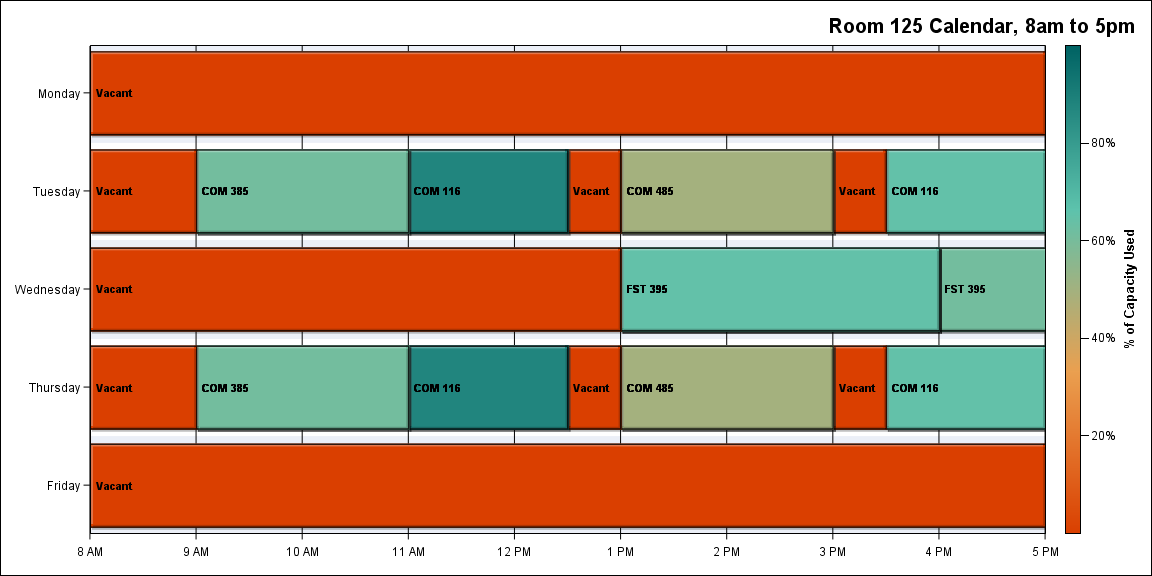 Room 125 Calendar, 8am to 5pm
Monday
Vacant
Tuesday
Vacant
COM 385
COM 116
Vacant
COM 485
Vacant
COM 116
Wednesday
Vacant
FST 395
FST 395
Thursday
Vacant
COM 385
COM 116
Vacant
COM 485
Vacant
COM 116
Friday
Vacant
8 AM
9 AM
10 AM
11 AM
12 PM
1 PM
2 PM
3 PM
4 PM
5 PM
80%
60%
40%
20%
% of Capacity Used